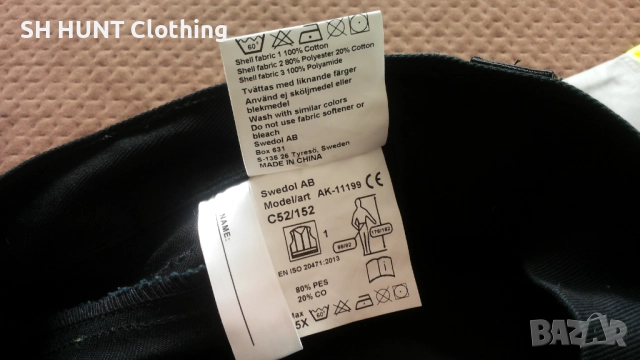 SH HUNT Clothing
60°
Shell fabric 1 100% Cotton
Shell fabric 2 80% Polyester 20% Cotton
Shell fabric 3 100% Polyamide
Tvättas med liknande färger
Använd ej sköljmedel eller
blekmedel
Wash with similar colors
Do not use fabric softener or
bleach
Swedol AB
Box 631
S-136 26 Tyresö, Sweden
MADE IN CHINA
NAME:
Swedol AB
Model/art AK-11199 CE
C52/152
1
EN ISO 20471:2013
80% PES
20% CO
Max
5X
60°
BAZAR